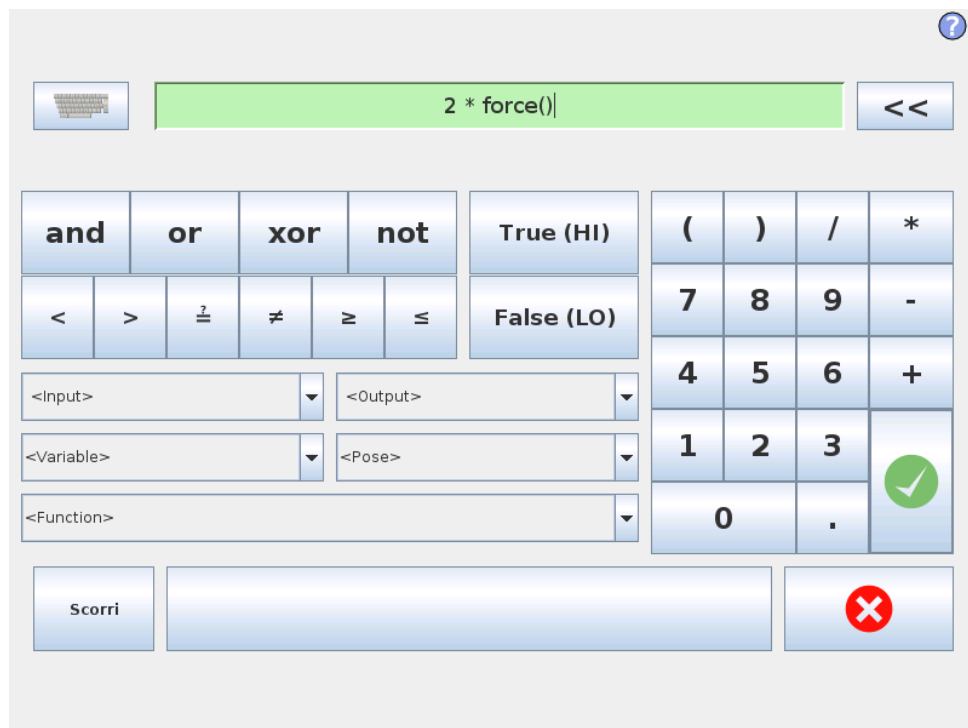 ?
2 * force()
<<
and or xor not True (HI) ( ) / *
< > ≟ ≠ ≥ ≤ False (LO) 7 8 9 -
<Input> <Output> 4 5 6 +
<Variable> <Pose> 1 2 3
<Function> 0 .
Scorri